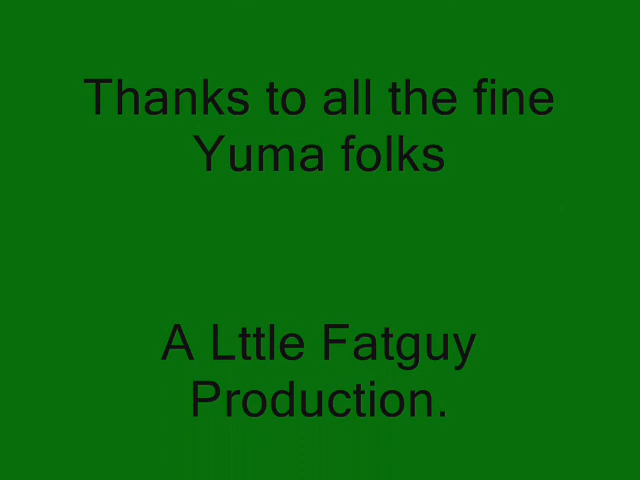 Thanks to all the fine
Yuma folks
A Lttle Fatguy
Production.